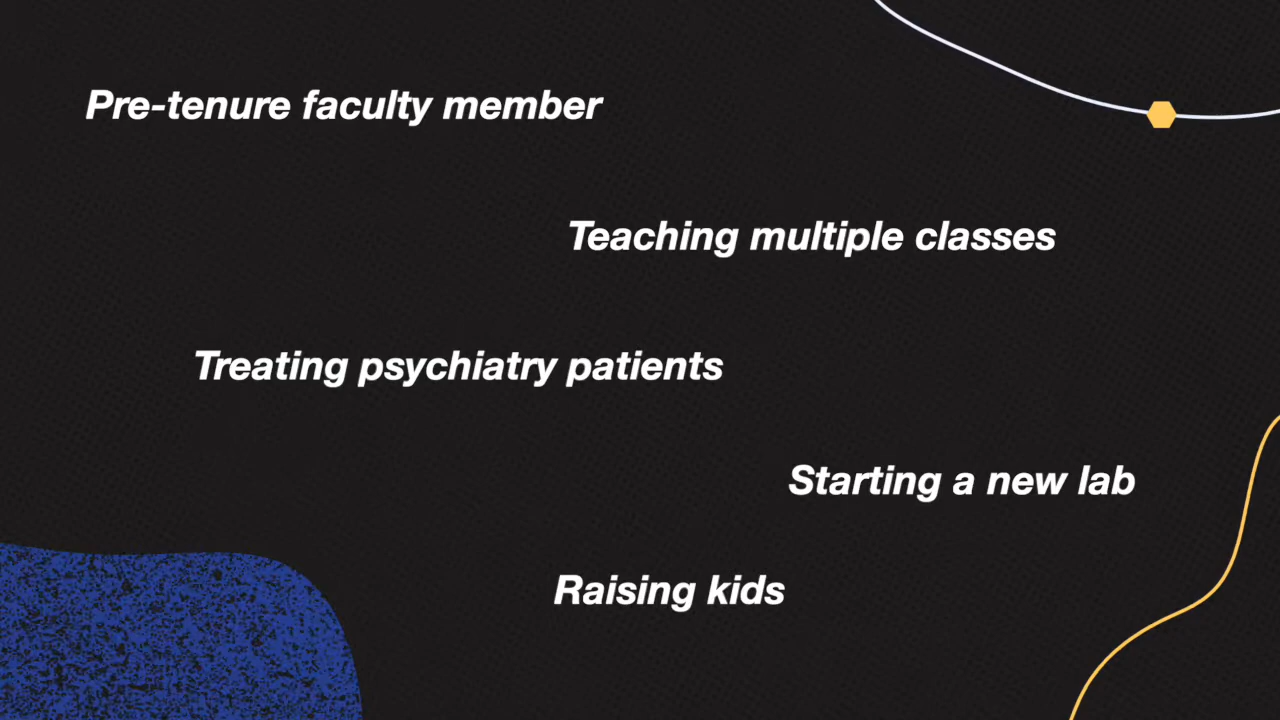 Pre-tenure faculty member
Teaching multiple classes
Treating psychiatry patients
Starting a new lab
Raising kids